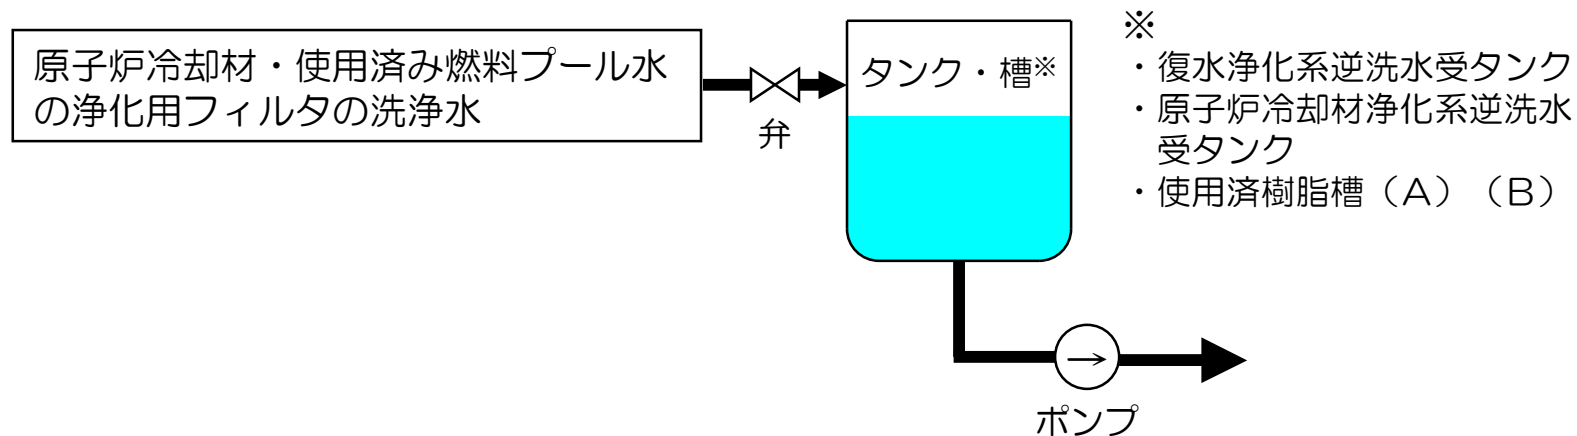 原子炉冷却材・使用済み燃料プール水
の浄化用フィルタの洗浄水
弁
タンク・槽※
※
・復水浄化系逆洗水受タンク
・原子炉冷却材浄化系逆洗水
受タンク
・使用済樹脂槽（A）（B）
→
ポンプ